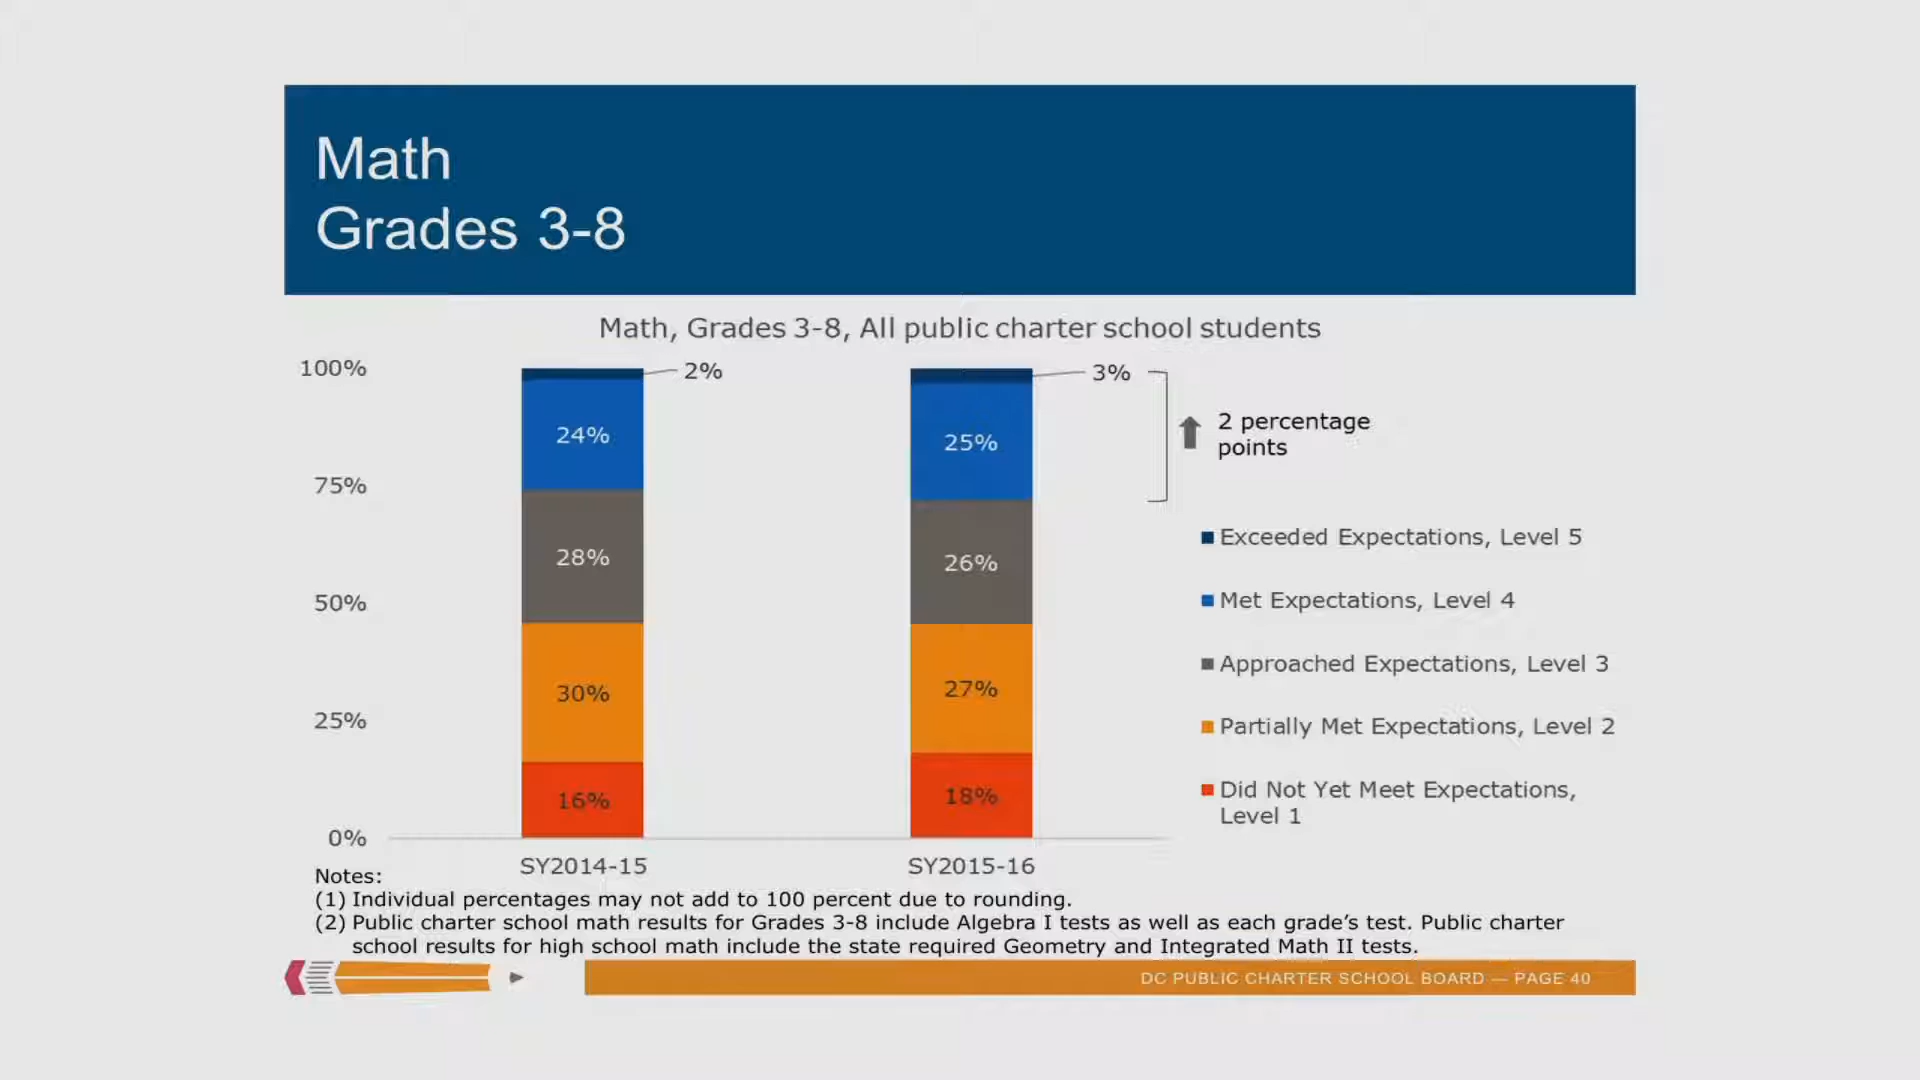 Math
Grades 3-8
Math, Grades 3-8, All public charter school students
100%
75%
50%
25%
0%
2%
24%
28%
30%
16%
3%
25%
26%
27%
18%
2 percentage
points
Exceeded Expectations, Level 5
Met Expectations, Level 4
Approached Expectations, Level 3
Partially Met Expectations, Level 2
Did Not Yet Meet Expectations,
Level 1
SY2014-15
SY2015-16
Notes:
(1) Individual percentages may not add to 100 percent due to rounding.
(2) Public charter school math results for Grades 3-8 include Algebra I tests as well as each grade’s test. Public charter
school results for high school math include the state required Geometry and Integrated Math II tests.
DC PUBLIC CHARTER SCHOOL BOARD — PAGE 40